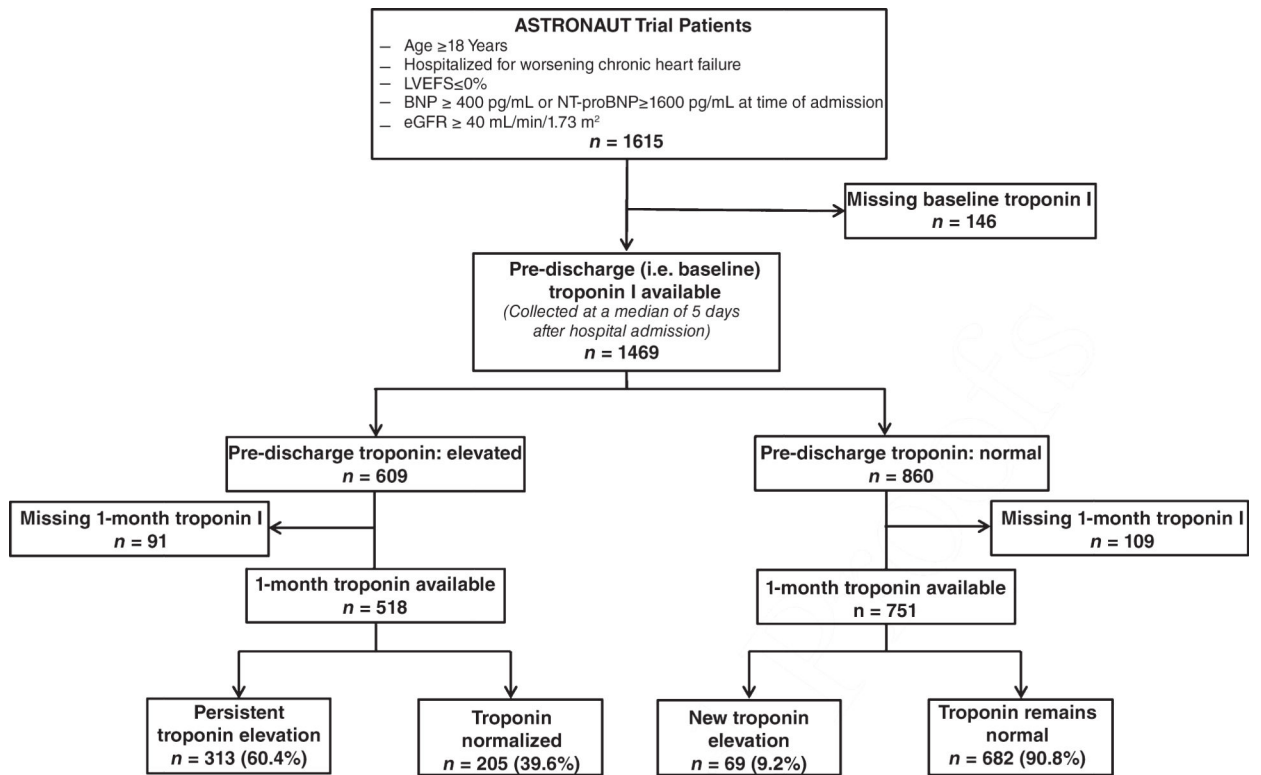 ASTRONAUT Trial Patients
– Age ≥18 Years
– Hospitalized for worsening chronic heart failure
– LVEFS≤0%
– BNP ≥ 400 pg/mL or NT-proBNP≥1600 pg/mL at time of admission
– eGFR ≥ 40 mL/min/1.73 m²
n = 1615
Missing baseline troponin I
n = 146
Pre-discharge (i.e. baseline)
troponin I available
(Collected at a median of 5 days
after hospital admission)
n = 1469
Pre-discharge troponin: elevated
n = 609
Pre-discharge troponin: normal
n = 860
Missing 1-month troponin I
n = 91
Missing 1-month troponin I
n = 109
1-month troponin available
n = 518
1-month troponin available
n = 751
Persistent
troponin elevation
n = 313 (60.4%)
Troponin
normalized
n = 205 (39.6%)
New troponin
elevation
n = 69 (9.2%)
Troponin remains
normal
n = 682 (90.8%)